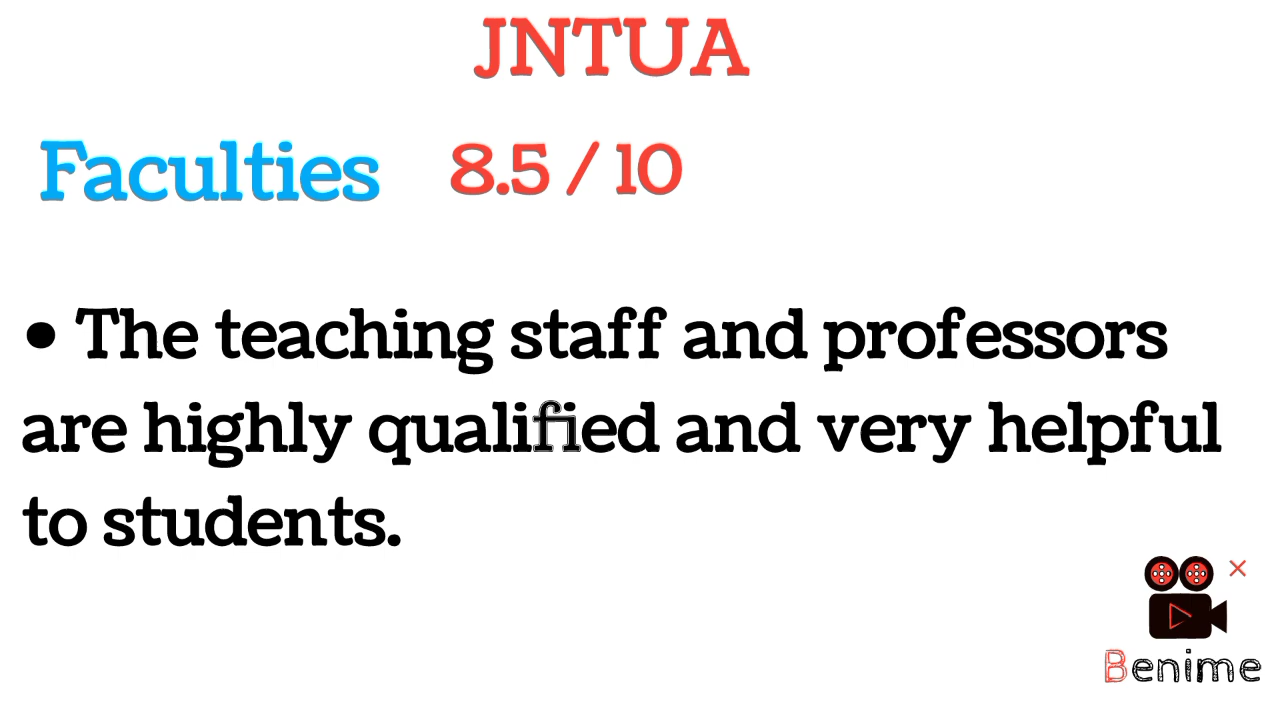 JNTUA
Faculties 8.5 / 10
• The teaching staff and professors
are highly qualified and very helpful
to students.
Benime